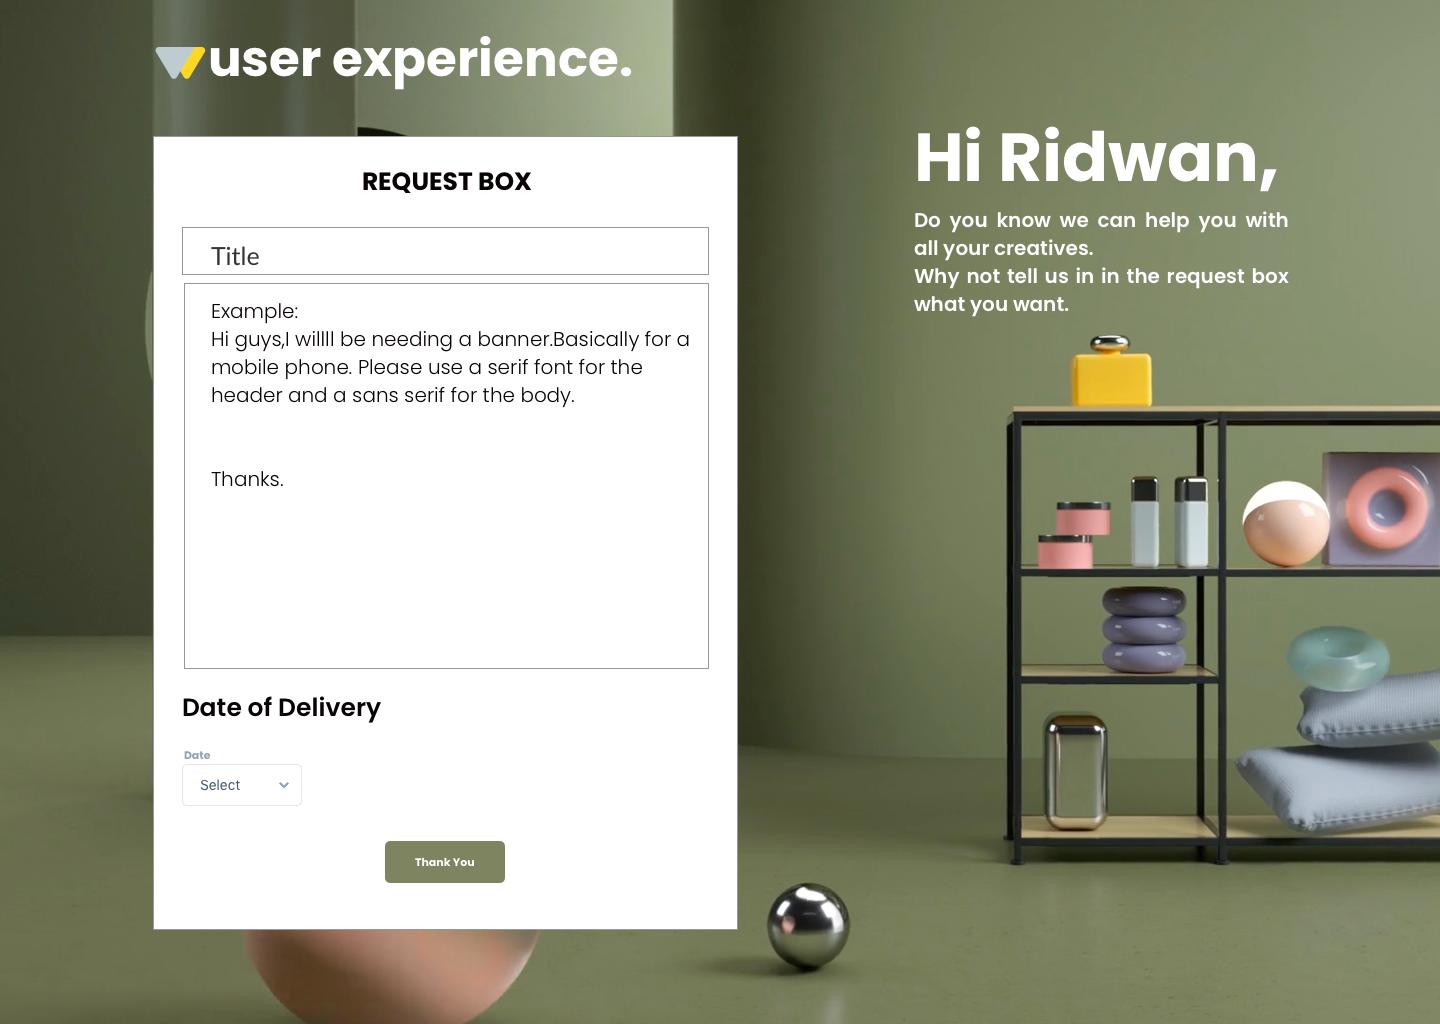 user experience.
REQUEST BOX
Title
Example:
Hi guys,I willll be needing a banner.Basically for a
mobile phone. Please use a serif font for the
header and a sans serif for the body.
Thanks.
Date of Delivery
Date
Select
Thank You
Hi Ridwan,
Do you know we can help you with
all your creatives.
Why not tell us in in the request box
what you want.